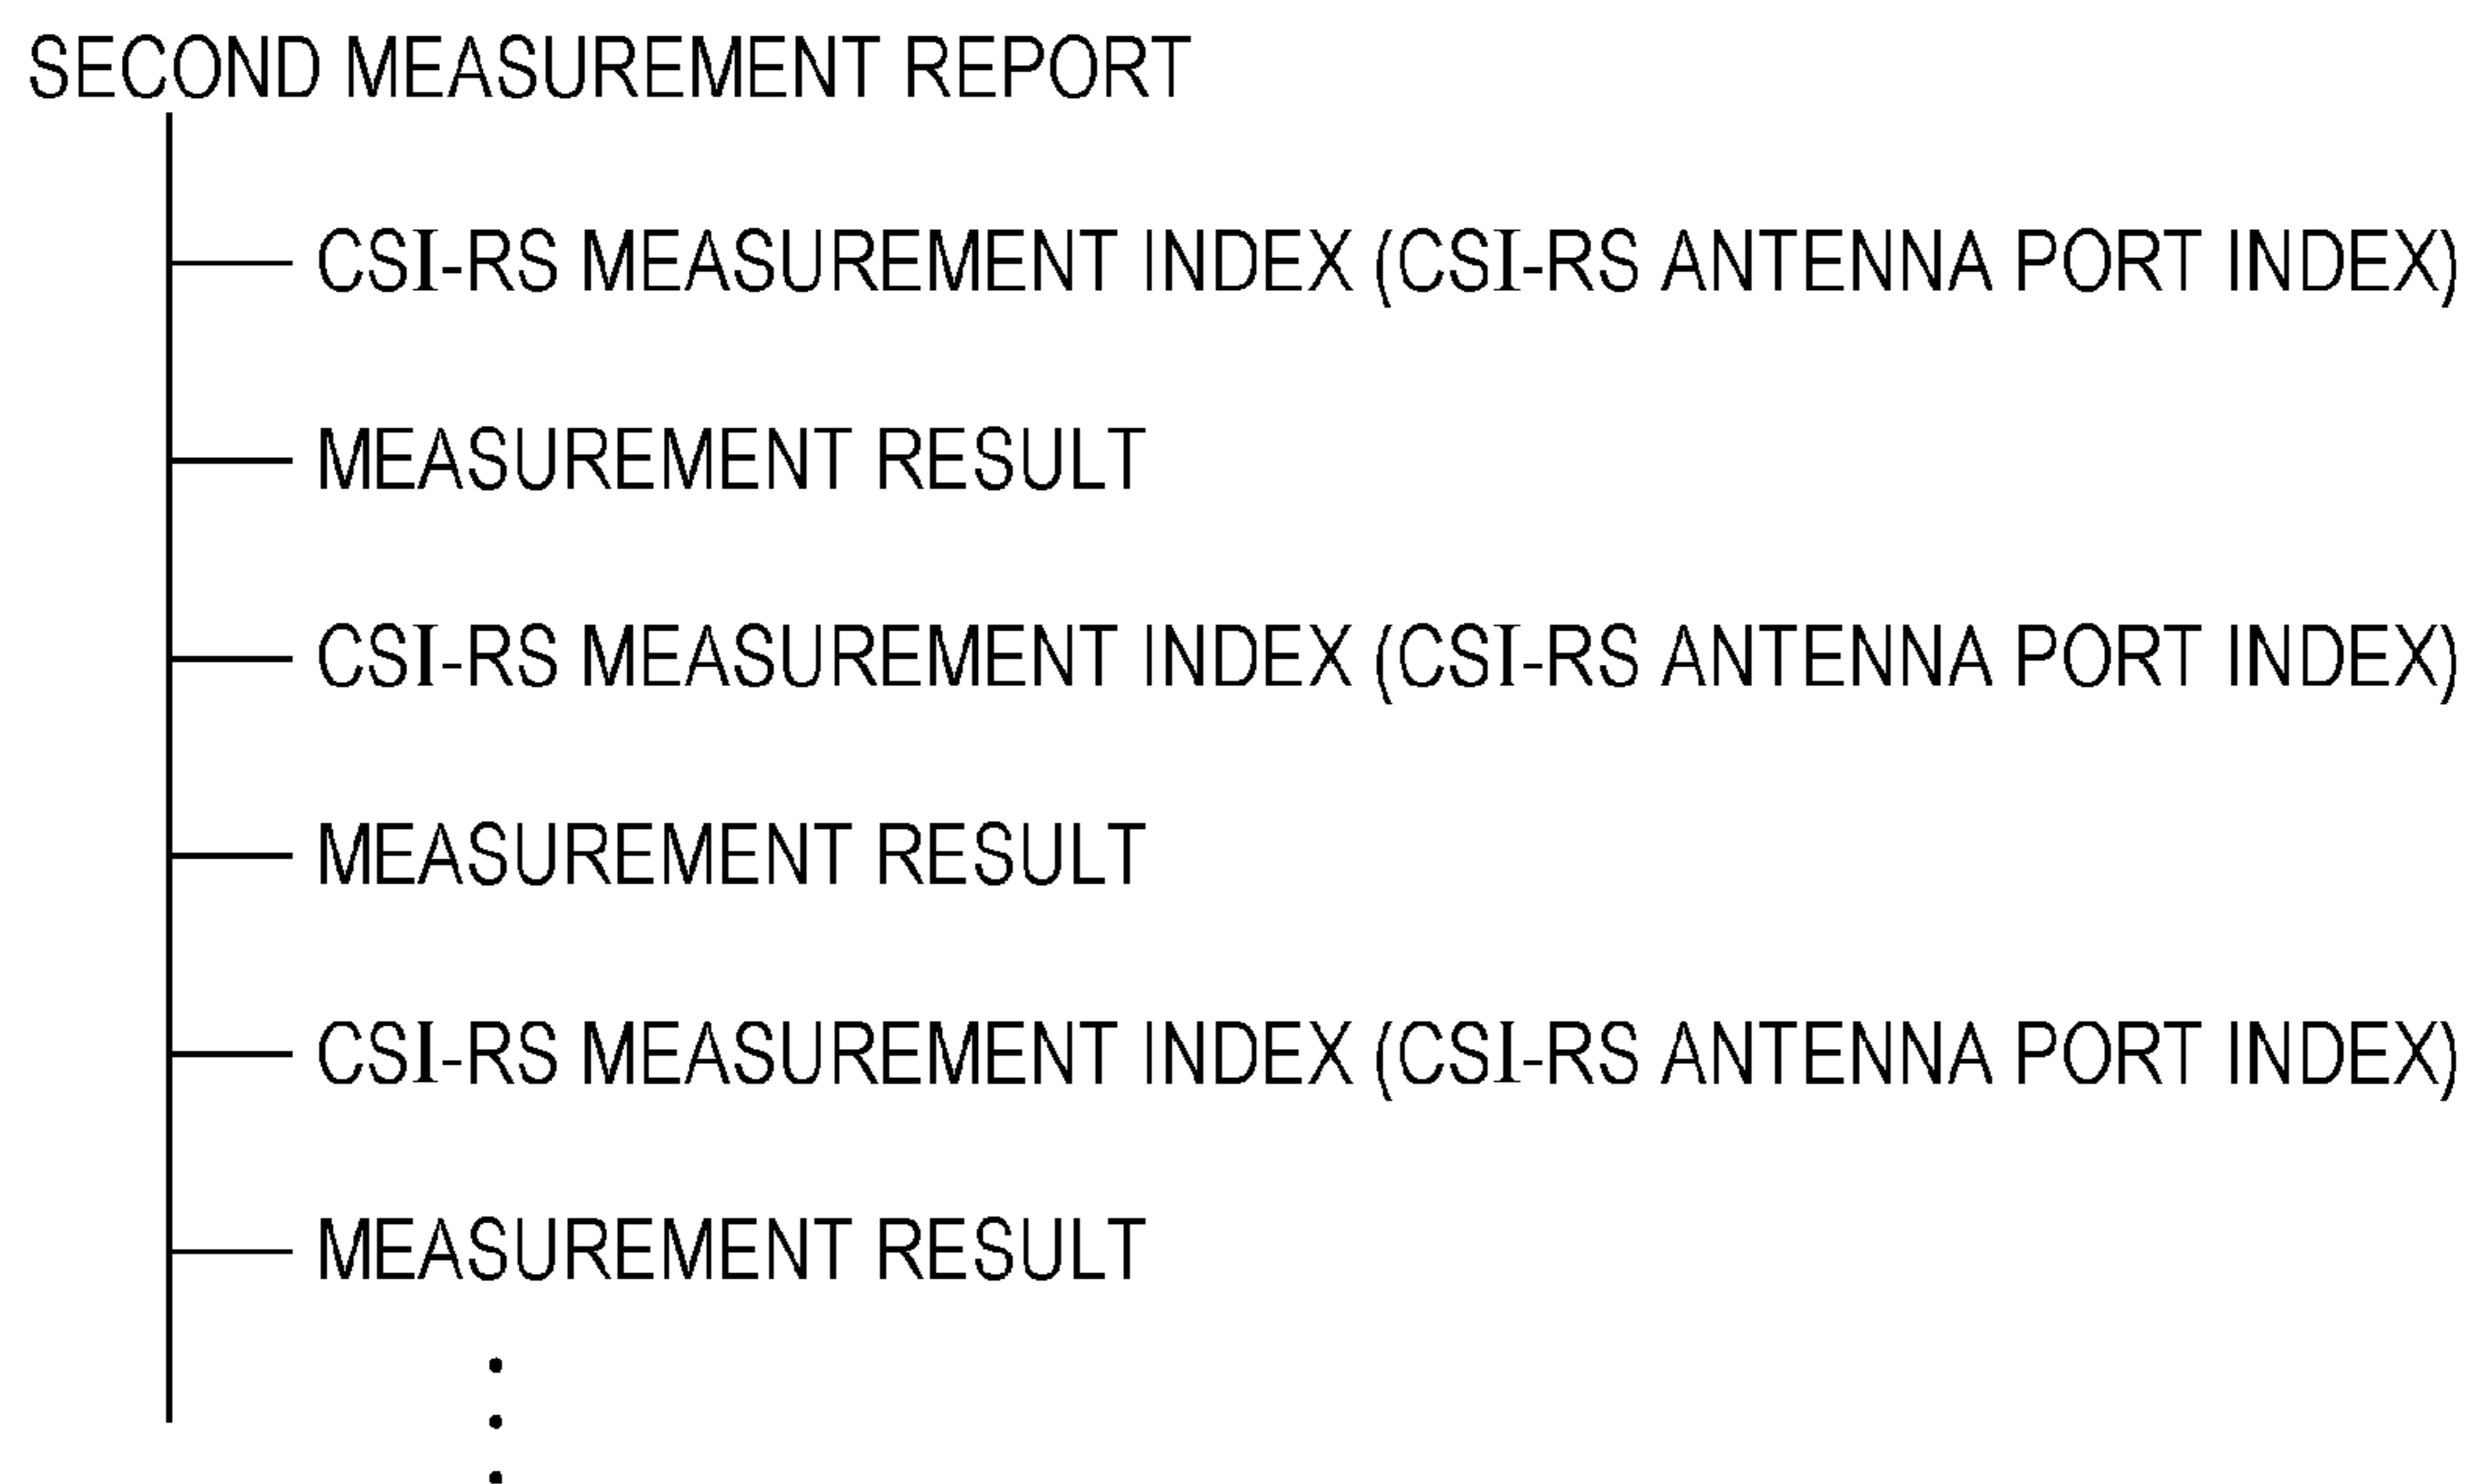 SECOND MEASUREMENT REPORT
CSI-RS MEASUREMENT INDEX (CSI-RS ANTENNA PORT INDEX)
MEASUREMENT RESULT
CSI-RS MEASUREMENT INDEX (CSI-RS ANTENNA PORT INDEX)
MEASUREMENT RESULT
CSI-RS MEASUREMENT INDEX (CSI-RS ANTENNA PORT INDEX)
MEASUREMENT RESULT